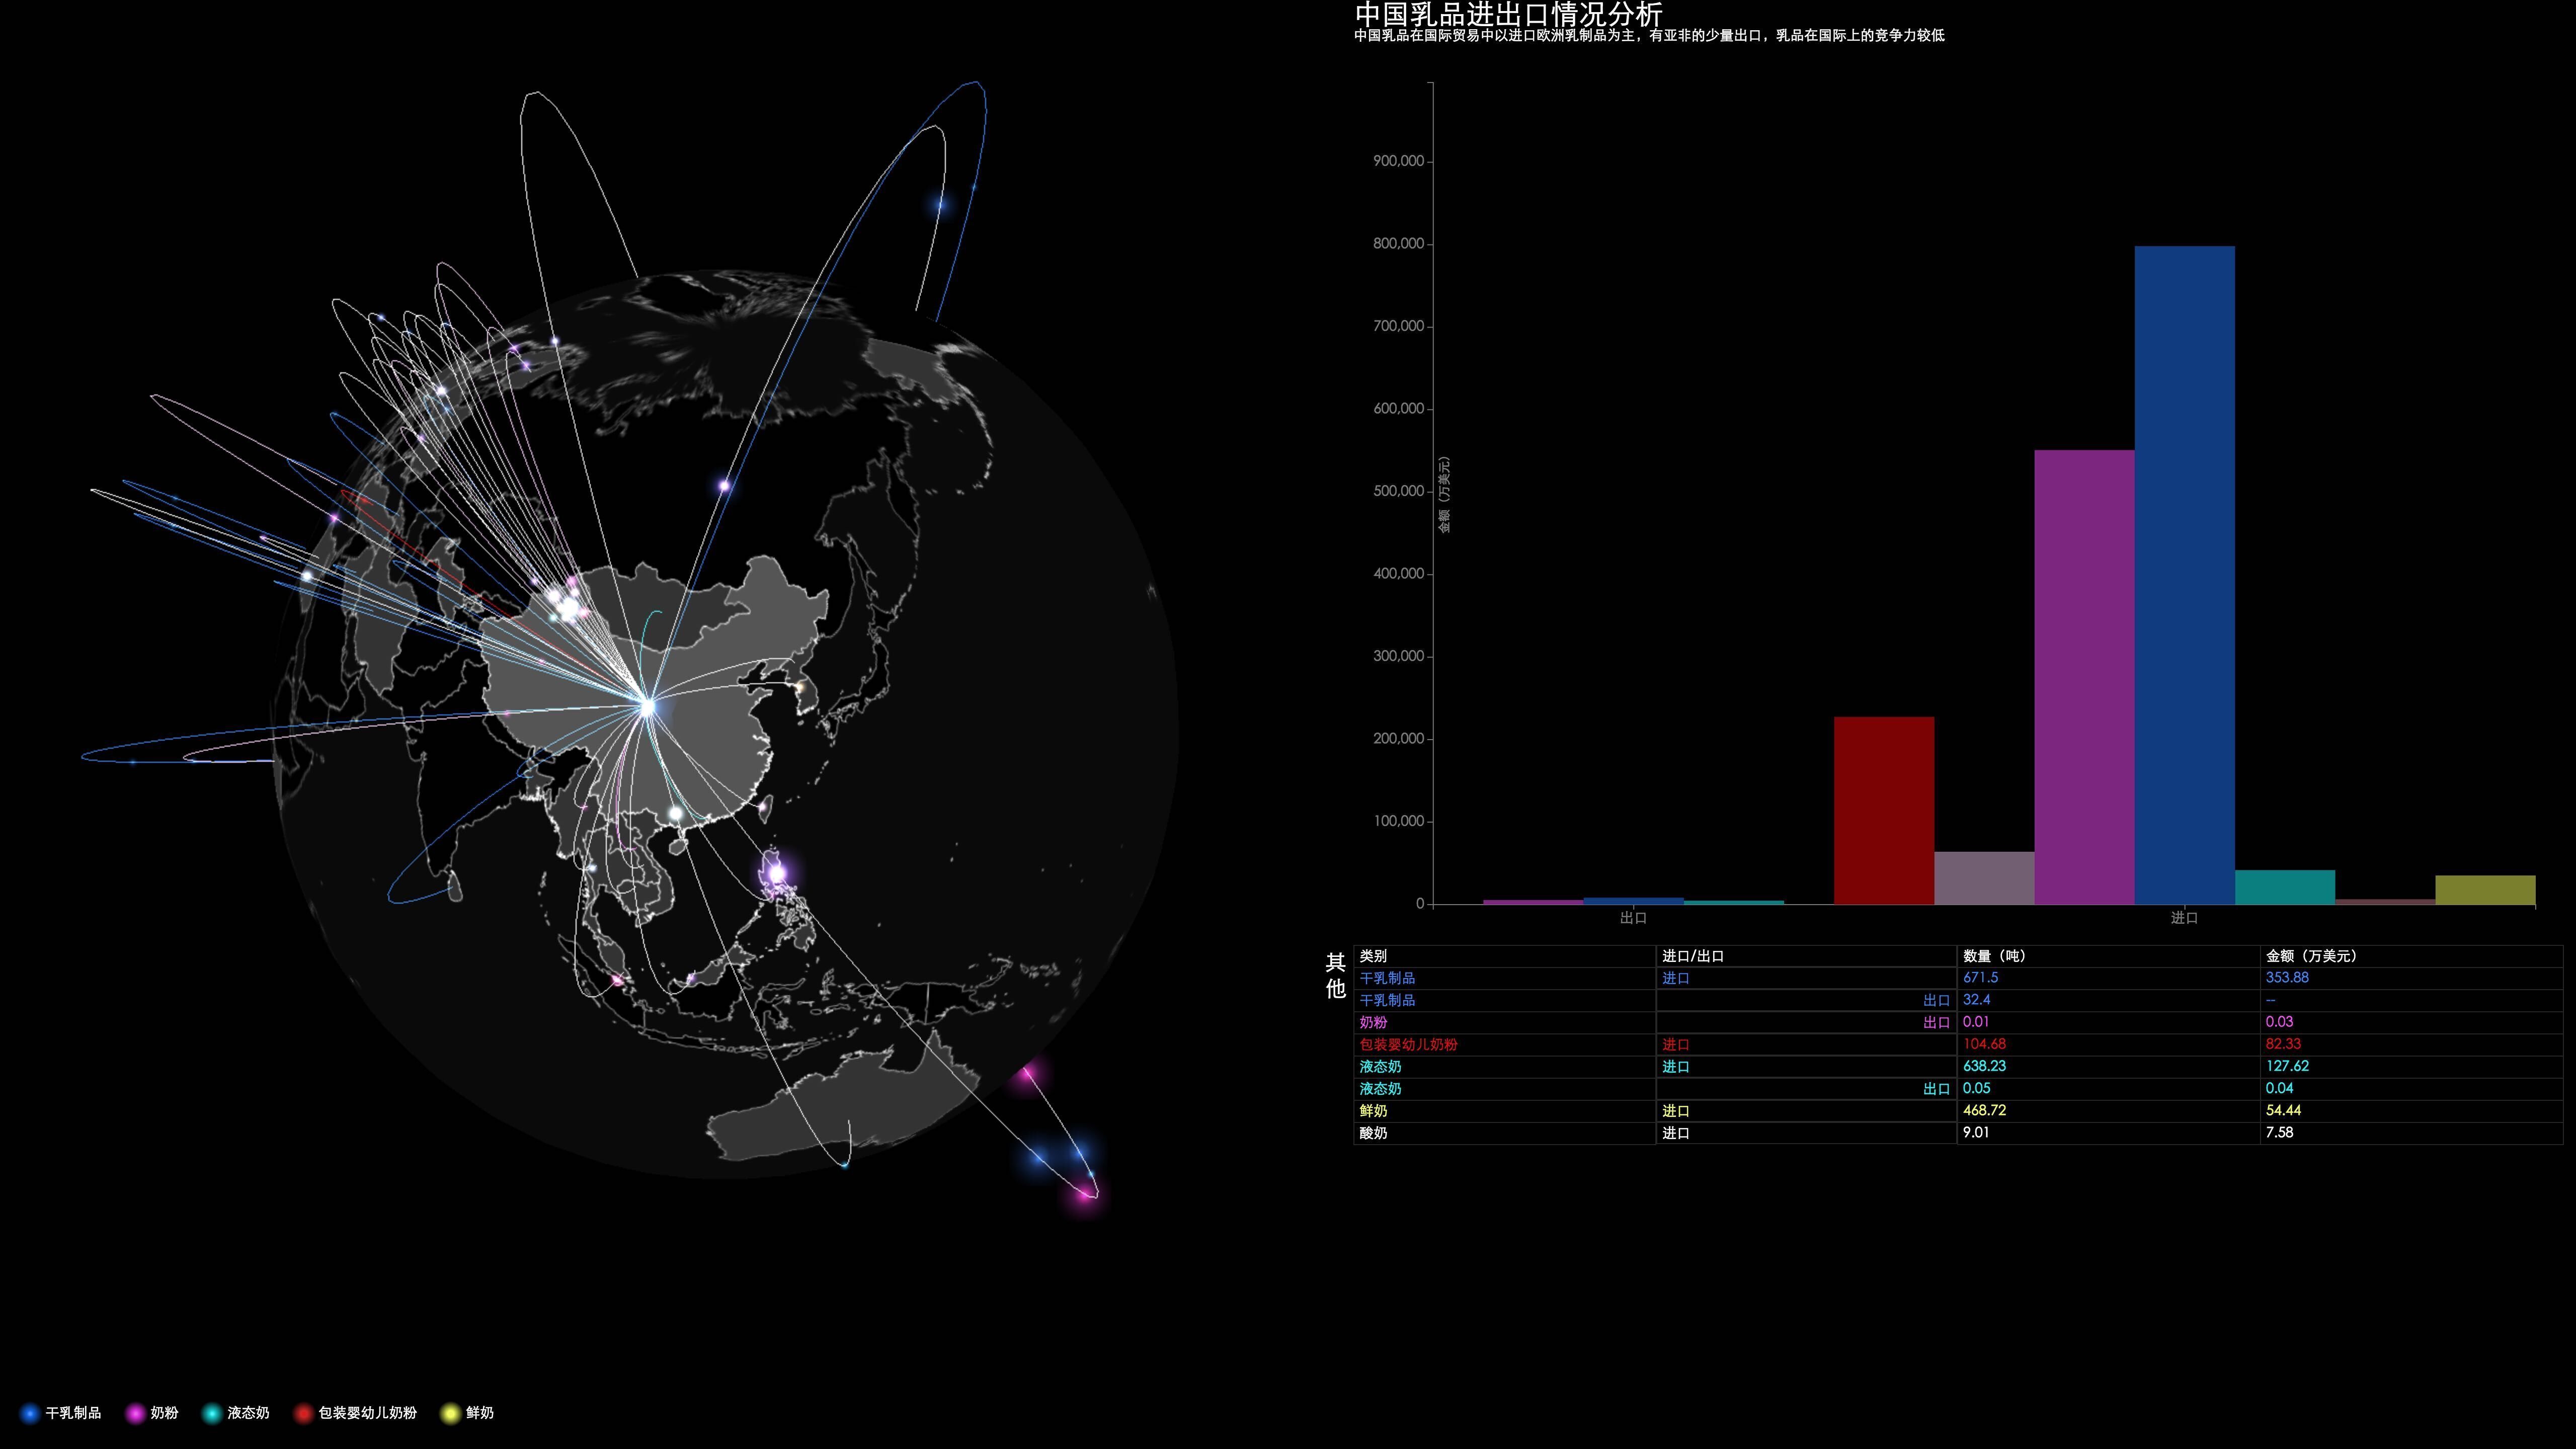 中国乳品进出口情况分析
中国乳品在国际贸易中以进口欧洲乳制品为主，有亚非的少量出口，乳品在国际上的竞争力较低
900,000
800,000
700,000
600,000
500,000
400,000
300,000
200,000
100,000
0
金额（万美元）
出口 进口
其他
类别 进口/出口 数量（吨） 金额（万美元）
干乳制品 进口 671.5 353.88
干乳制品 出口 32.4 --
奶粉 出口 0.01 0.03
包装婴幼儿奶粉 进口 104.68 82.33
液态奶 进口 638.23 127.62
液态奶 出口 0.05 0.04
鲜奶 进口 468.72 54.44
酸奶 进口 9.01 7.58
干乳制品 奶粉 液态奶 包装婴幼儿奶粉 鲜奶